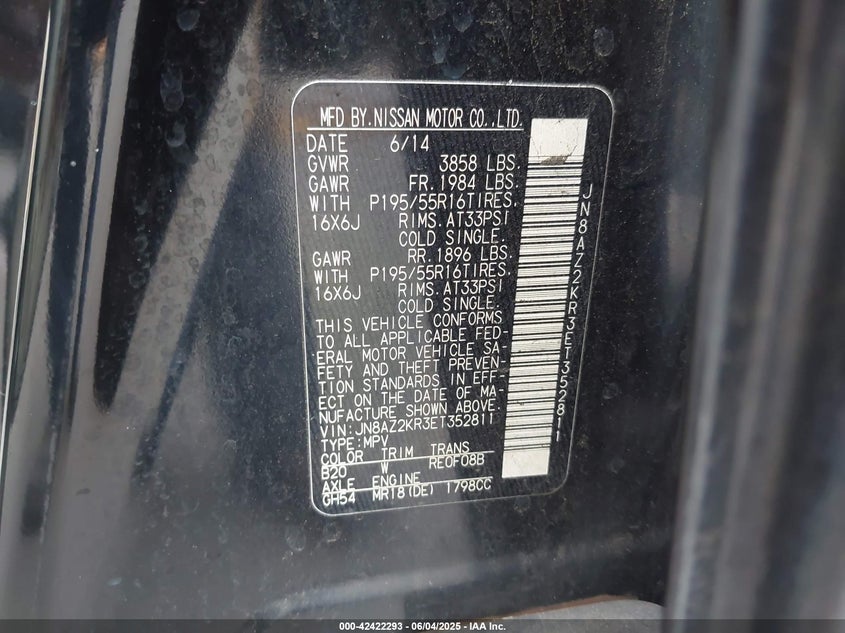 MFD BY.NISSAN MOTOR CO.,LTD.
DATE 6/14
GVWR 3858 LBS.
GAWR FR. 1984 LBS.
WITH P195/55R16TIRES.
16X6J RIMS. AT33PSI
COLD SINGLE.
GAWR RR. 1896 LBS.
WITH P195/55R16TIRES.
16X6J RIMS. AT33PSI
COLD SINGLE.
THIS VEHICLE CONFORMS
TO ALL APPLICABLE FED-
ERAL MOTOR VEHICLE SA-
FETY AND THEFT PREVEN-
TION STANDARDS IN EFF-
ECT ON THE DATE OF MA-
NUFACTURE SHOWN ABOVE.
VIN:JN8AZ2KR3ET352811
TYPE:MPV
COLOR TRIM TRANS
B20 W RE0F08B
AXLE ENGINE
GH54 MR18(DE) 1798CC
JN8AZ2KR3ET352811
000-42422293 - 06/04/2025 - IAA Inc.